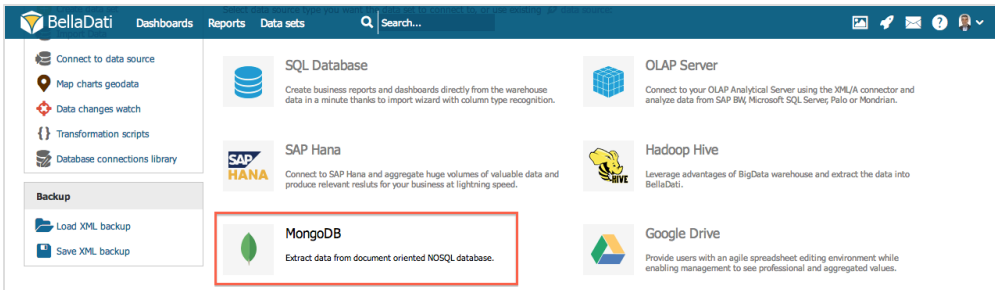 BellaDati
Dashboards
Reports
Data sets
Search...
Connect to data source
Map charts geodata
Data changes watch
Transformation scripts
Database connections library
Backup
Load XML backup
Save XML backup
SQL Database
Create business reports and dashboards directly from the warehouse
data in a minute thanks to import wizard with column type recognition.
OLAP Server
Connect to your OLAP Analytical Server using the XML/A connector and
analyze data from SAP BW, Microsoft SQL Server, Palo or Mondrian.
SAP
HANA
SAP Hana
Connect to SAP Hana and aggregate huge volumes of valuable data and
produce relevant resluts for your business at lightning speed.
HIVE
Hadoop Hive
Leverage advantages of BigData warehouse and extract the data into
BellaDati.
MongoDB
Extract data from document oriented NOSQL database.
Google Drive
Provide users with an agile spreadsheet editing environment while
enabling management to see professional and aggregated values.